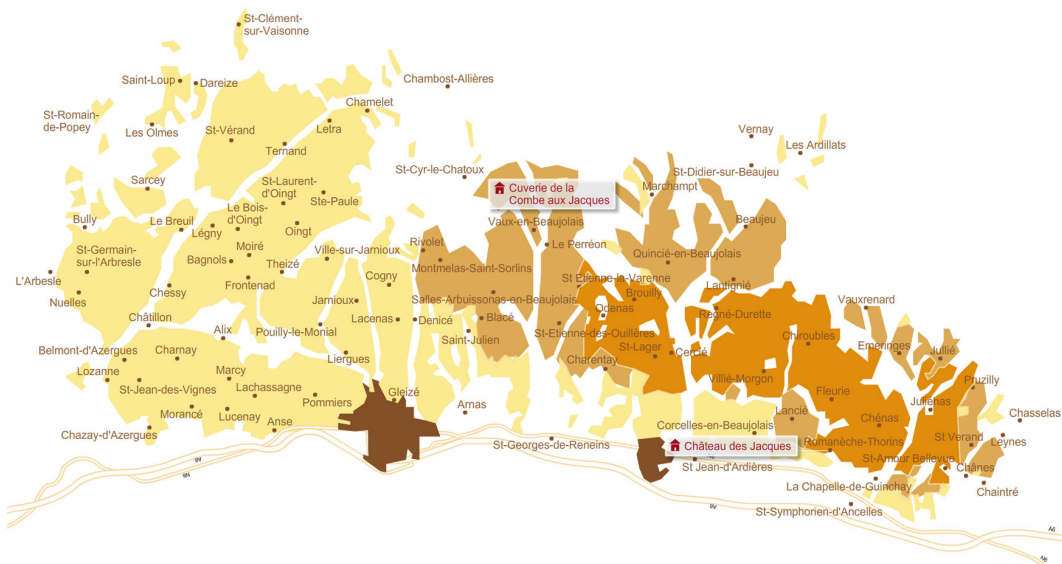 St-Clément-
sur-Vaisonne
Saint-Loup
Dareize
Chambost-Allières
St-Romain-
de-Popey
Les Olmes
St-Vérand
Chamelet
Letra
Ternand
Vernay
Les Ardillats
St-Cyr-le-Chatoux
St-Didier-sur-Beaujeu
Marchampt
Sarcey
St-Laurent-
d'Oingt
Ste-Paule
Cuverie de la
Combe aux Jacques
Bully
Le Breuil
Légny
Le Bois-
d'Oingt
Oingt
Vaux-en-Beaujolais
Beaujeu
St-Germain-
sur-l'Arbresle
Bagnols
Moiré
Theizé
Ville-sur-Jarnioux
Rivolet
Le Perréon
Quincié-en-Beaujolais
L'Arbesle
Nuelles
Chessy
Frontenad
Cogny
Montmelas-Saint-Sorlins
St Etienne-la-Varenne
Brouilly
Lantignié
Jarnioux
Salles-Arbuissonas-en-Beaujolais
Odenas
Regné-Durette
Vauxrenard
Châtillon
Alix
Pouilly-le-Monial
Lacenas
Denicé
Blacé
Saint-Julien
St-Etienne-des-Ouillères
St-Lager
Cercié
Chiroubles
Emeringes
Jullié
Belmont-d'Azergues
Charnay
Liergues
Charentay
Lozanne
St-Jean-des-Vignes
Marcy
Lachassagne
Villié-Morgon
Fleurie
Pruzilly
Morancé
Lucenay
Pommiers
Gleizé
Arnas
Lancié
Juliénas
Chasselas
Chazay-d'Azergues
Anse
Corcelles-en-Beaujolais
Chénas
Leynes
St-Georges-de-Reneins
Château des Jacques
Romanèche-Thorins
St Verand
St Jean-d'Ardières
St-Amour Bellevue
Chânes
La Chapelle-de-Guinchay
Chaintré
St-Symphorien-d'Ancelles
A6
N6